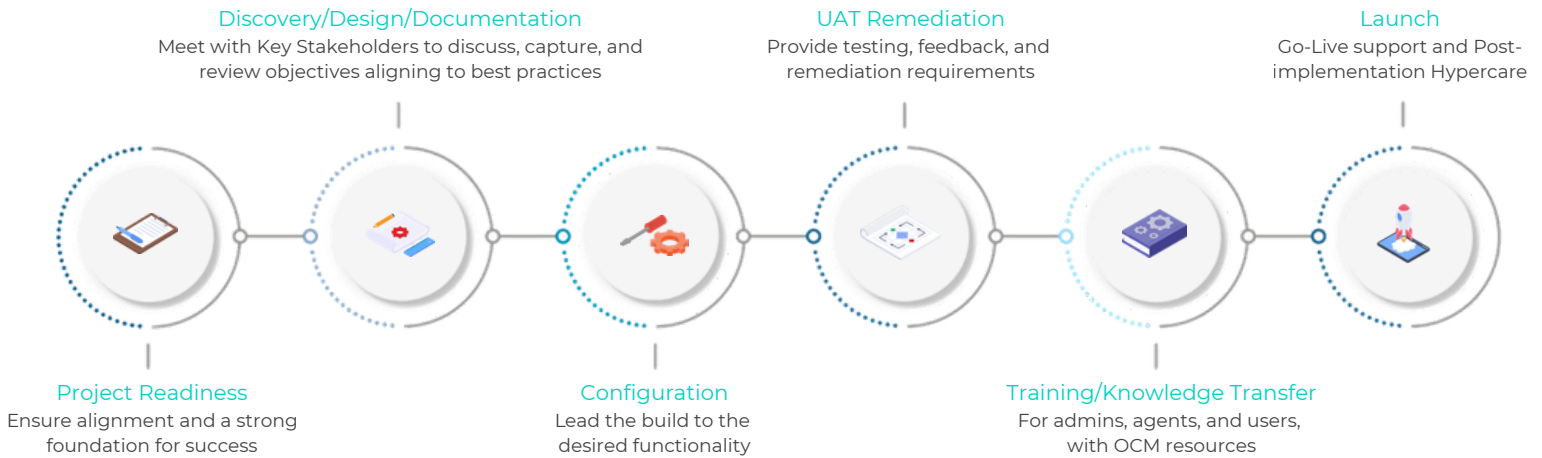 Discovery/Design/Documentation
Meet with Key Stakeholders to discuss, capture, and
review objectives aligning to best practices
UAT Remediation
Provide testing, feedback, and
remediation requirements
Launch
Go-Live support and Post-
implementation Hypercare
Project Readiness
Ensure alignment and a strong
foundation for success
Configuration
Lead the build to the
desired functionality
Training/Knowledge Transfer
For admins, agents, and users,
with OCM resources